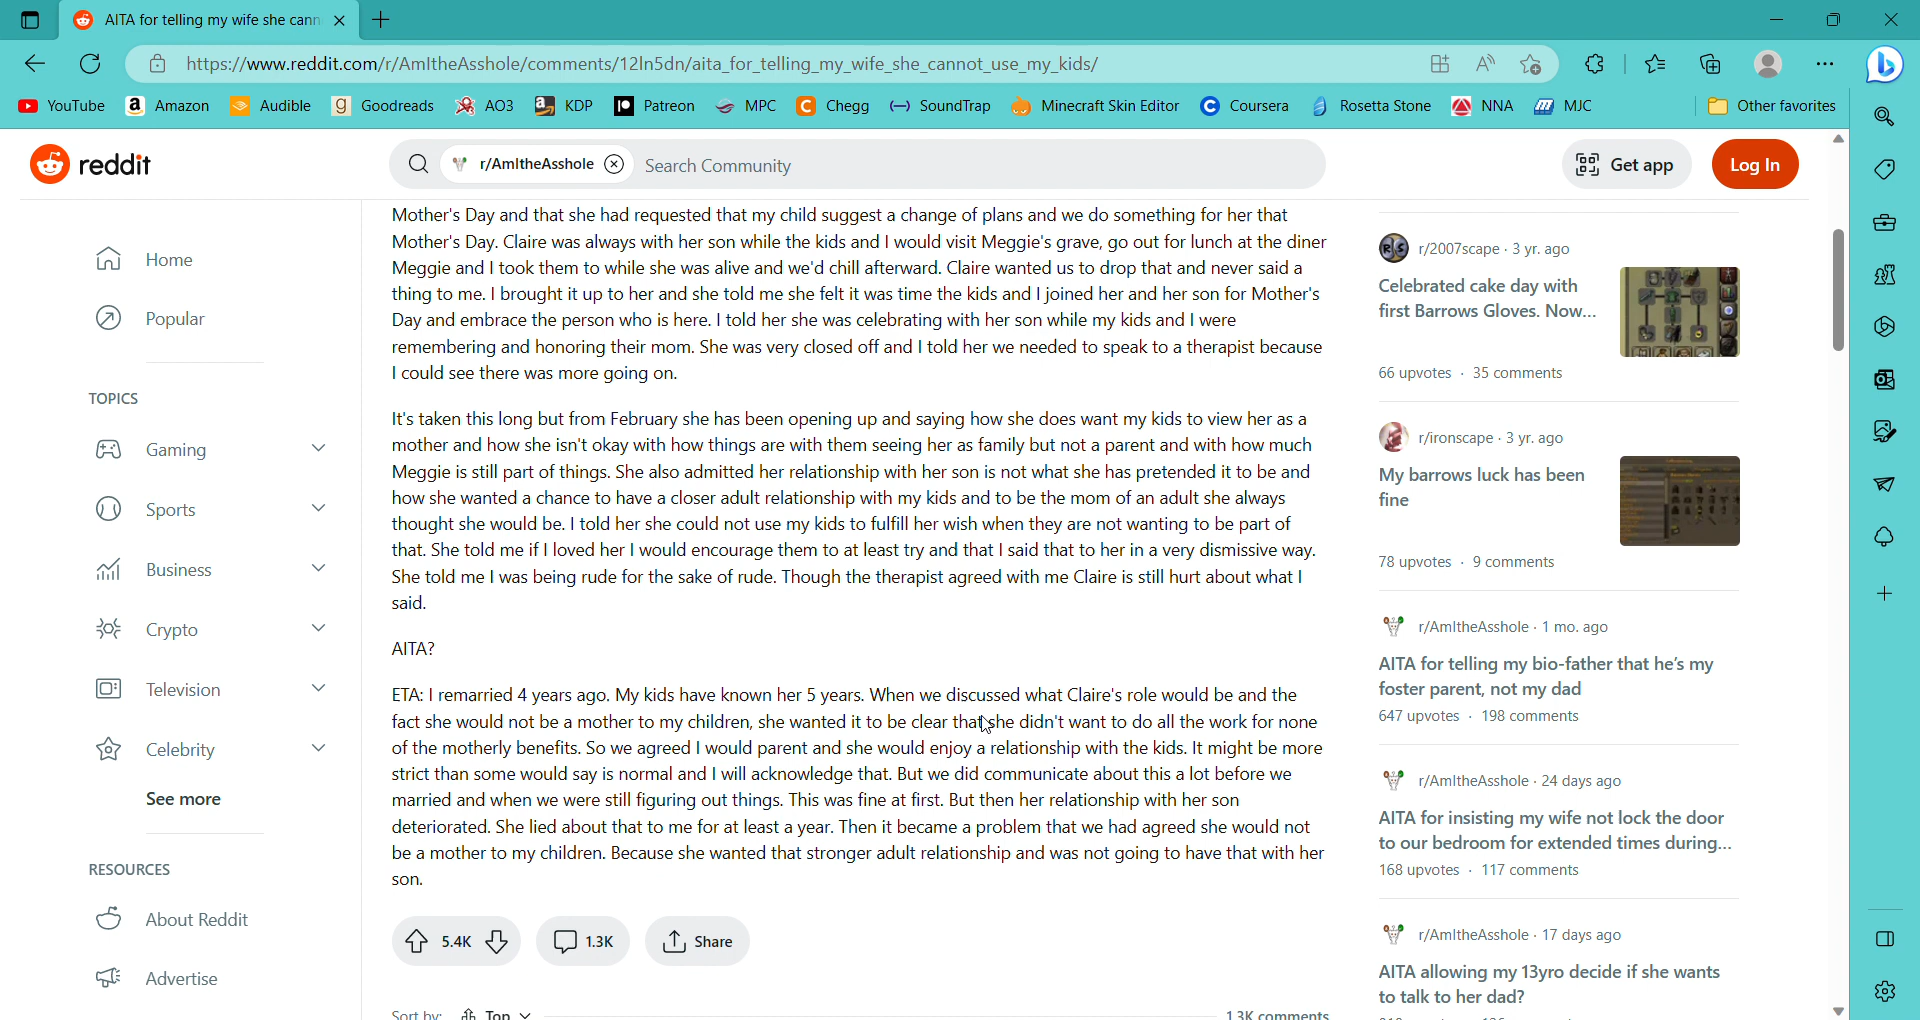 AITA for telling my wife she cann
https://www.reddit.com/r/AmItheAsshole/comments/12ln5dn/aita_for_telling_my_wife_she_cannot_use_my_kids/
YouTube Amazon Audible Goodreads AO3 KDP Patreon MPC Chegg SoundTrap Minecraft Skin Editor Coursera Rosetta Stone NNA MJC Other favorites
reddit r/AmItheAsshole Search Community Get app Log In
Home
Popular
TOPICS
Gaming
Sports
Business
Crypto
Television
Celebrity
See more
RESOURCES
About Reddit
Advertise
Mother's Day and that she had requested that my child suggest a change of plans and we do something for her that
Mother's Day. Claire was always with her son while the kids and I would visit Meggie's grave, go out for lunch at the diner
Meggie and I took them to while she was alive and we'd chill afterward. Claire wanted us to drop that and never said a
thing to me. I brought it up to her and she told me she felt it was time the kids and I joined her and her son for Mother's
Day and embrace the person who is here. I told her she was celebrating with her son while my kids and I were
remembering and honoring their mom. She was very closed off and I told her we needed to speak to a therapist because
I could see there was more going on.
It's taken this long but from February she has been opening up and saying how she does want my kids to view her as a
mother and how she isn't okay with how things are with them seeing her as family but not a parent and with how much
Meggie is still part of things. She also admitted her relationship with her son is not what she has pretended it to be and
how she wanted a chance to have a closer adult relationship with my kids and to be the mom of an adult she always
thought she would be. I told her she could not use my kids to fulfill her wish when they are not wanting to be part of
that. She told me if I loved her I would encourage them to at least try and that I said that to her in a very dismissive way.
She told me I was being rude for the sake of rude. Though the therapist agreed with me Claire is still hurt about what I
said.
AITA?
ETA: I remarried 4 years ago. My kids have known her 5 years. When we discussed what Claire's role would be and the
fact she would not be a mother to my children, she wanted it to be clear that she didn't want to do all the work for none
of the motherly benefits. So we agreed I would parent and she would enjoy a relationship with the kids. It might be more
strict than some would say is normal and I will acknowledge that. But we did communicate about this a lot before we
married and when we were still figuring out things. This was fine at first. But then her relationship with her son
deteriorated. She lied about that to me for at least a year. Then it became a problem that we had agreed she would not
be a mother to my children. Because she wanted that stronger adult relationship and was not going to have that with her
son.
5.4K 1.3K Share
Sort by: Top 1.3K comments
r/2007scape · 3 yr. ago
Celebrated cake day with
first Barrows Gloves. Now...
66 upvotes · 35 comments
r/ironscape · 3 yr. ago
My barrows luck has been
fine
78 upvotes · 9 comments
r/AmItheAsshole · 1 mo. ago
AITA for telling my bio-father that he's my
foster parent, not my dad
647 upvotes · 198 comments
r/AmItheAsshole · 24 days ago
AITA for insisting my wife not lock the door
to our bedroom for extended times during...
168 upvotes · 117 comments
r/AmItheAsshole · 17 days ago
AITA allowing my 13yro decide if she wants
to talk to her dad?